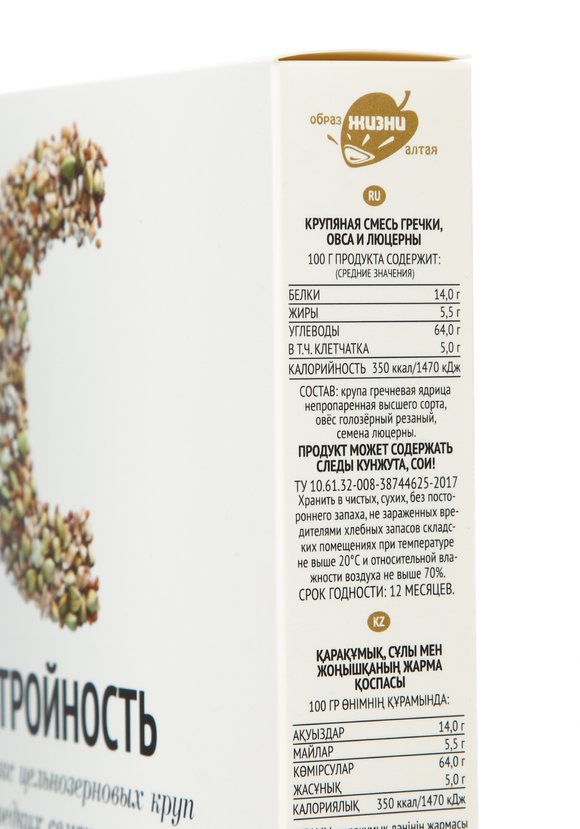 С
ТРОЙНОСТЬ
цельнозерновых круп
образ ЖИЗНИ
алтая
RU
КРУПЯНАЯ СМЕСЬ ГРЕЧКИ,
ОВСА И ЛЮЦЕРНЫ
100 Г ПРОДУКТА СОДЕРЖИТ:
(СРЕДНИЕ ЗНАЧЕНИЯ)
БЕЛКИ 14,0 г
ЖИРЫ 5,5 г
УГЛЕВОДЫ 64,0 г
В Т.Ч. КЛЕТЧАТКА 5,0 г
КАЛОРИЙНОСТЬ 350 ккал/1470 кДж
СОСТАВ: крупа гречневая ядрица
непропаренная высшего сорта,
овёс голозёрный резаный,
семена люцерны.
ПРОДУКТ МОЖЕТ СОДЕРЖАТЬ
СЛЕДЫ КУНЖУТА, СОИ!
ТУ 10.61.32-008-38744625-2017
Хранить в чистых, сухих, без посто-
роннего запаха, не зараженных вре-
дителями хлебных запасов складс-
ких помещениях при температуре
не выше 20°С и относительной вла-
жности воздуха не выше 70%.
СРОК ГОДНОСТИ: 12 МЕСЯЦЕВ.
KZ
ҚАРАҚҰМЫҚ, СҰЛЫ МЕН
ЖОҢЫШҚАНЫҢ ЖАРМА
ҚОСПАСЫ
100 ГР ӨНІМНІҢ ҚҰРАМЫНДА:
АҚУЫЗДАР 14,0 г
МАЙЛАР 5,5 г
КӨМІРСУЛАР 64,0 г
ЖАСҰНЫҚ 5,0 г
КАЛОРИЯЛЫҚ 350 ккал/1470 кДж
дәнінің жармасы